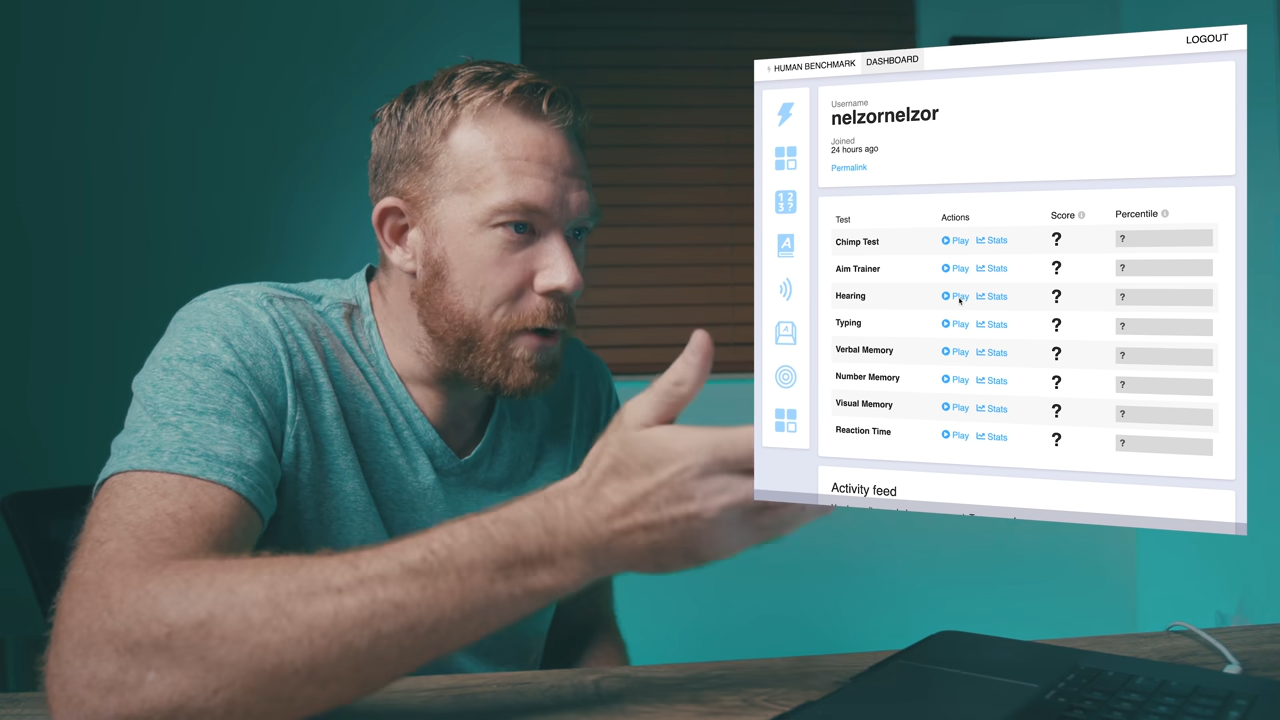 HUMAN BENCHMARK DASHBOARD LOGOUT
Username
nelzornelzor
Joined
24 hours ago
Permalink
Test Actions Score Percentile
Chimp Test Play Stats ? ?
Aim Trainer Play Stats ? ?
Hearing Play Stats ? ?
Typing Play Stats ? ?
Verbal Memory Play Stats ? ?
Number Memory Play Stats ? ?
Visual Memory Play Stats ? ?
Reaction Time Play Stats ? ?
Activity feed